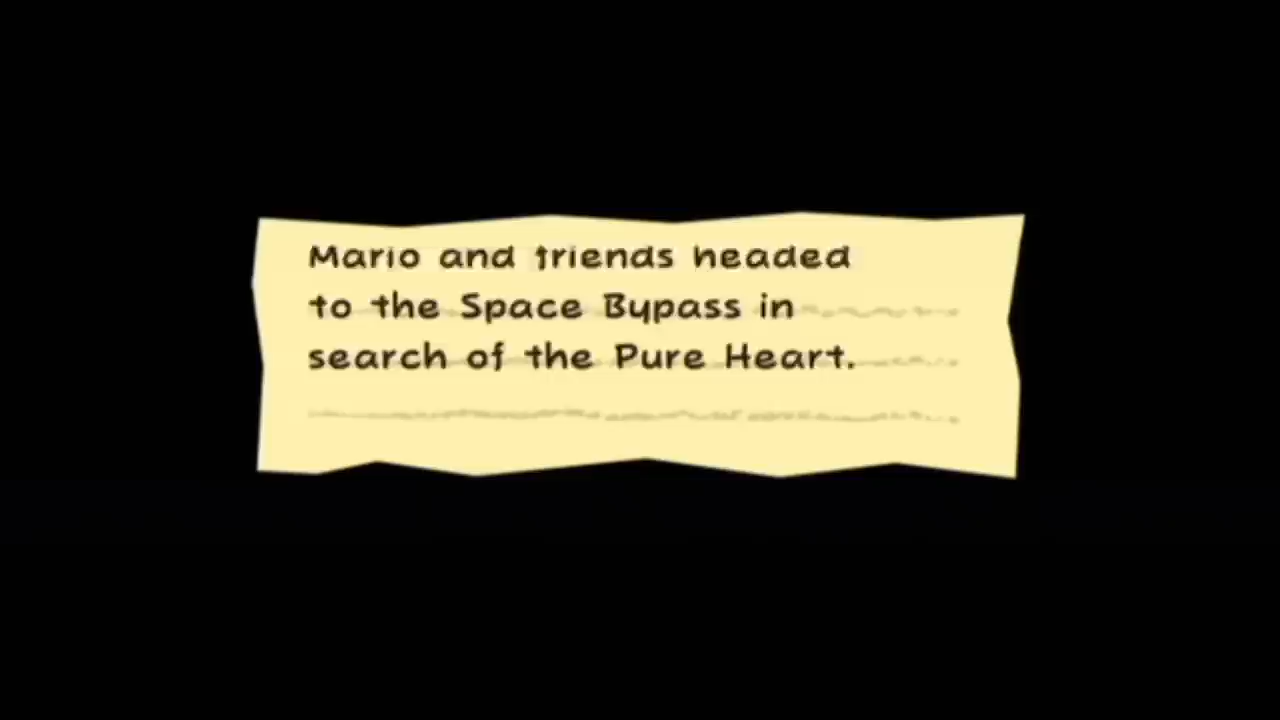 Mario and friends headed
to the Space Bypass in
search of the Pure Heart.